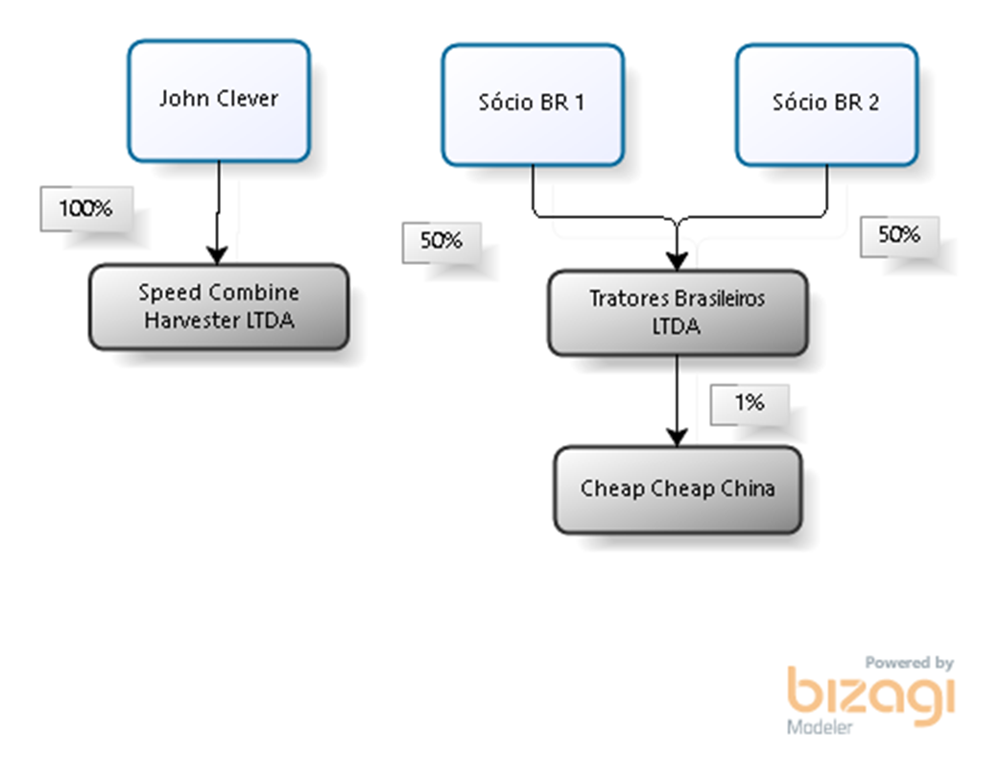 John Clever
Sócio BR 1
Sócio BR 2
100%
50%
50%
Speed Combine
Harvester LTDA
Tratores Brasileiros
LTDA
1%
Cheap Cheap China
Powered by
bizagi
Modeler